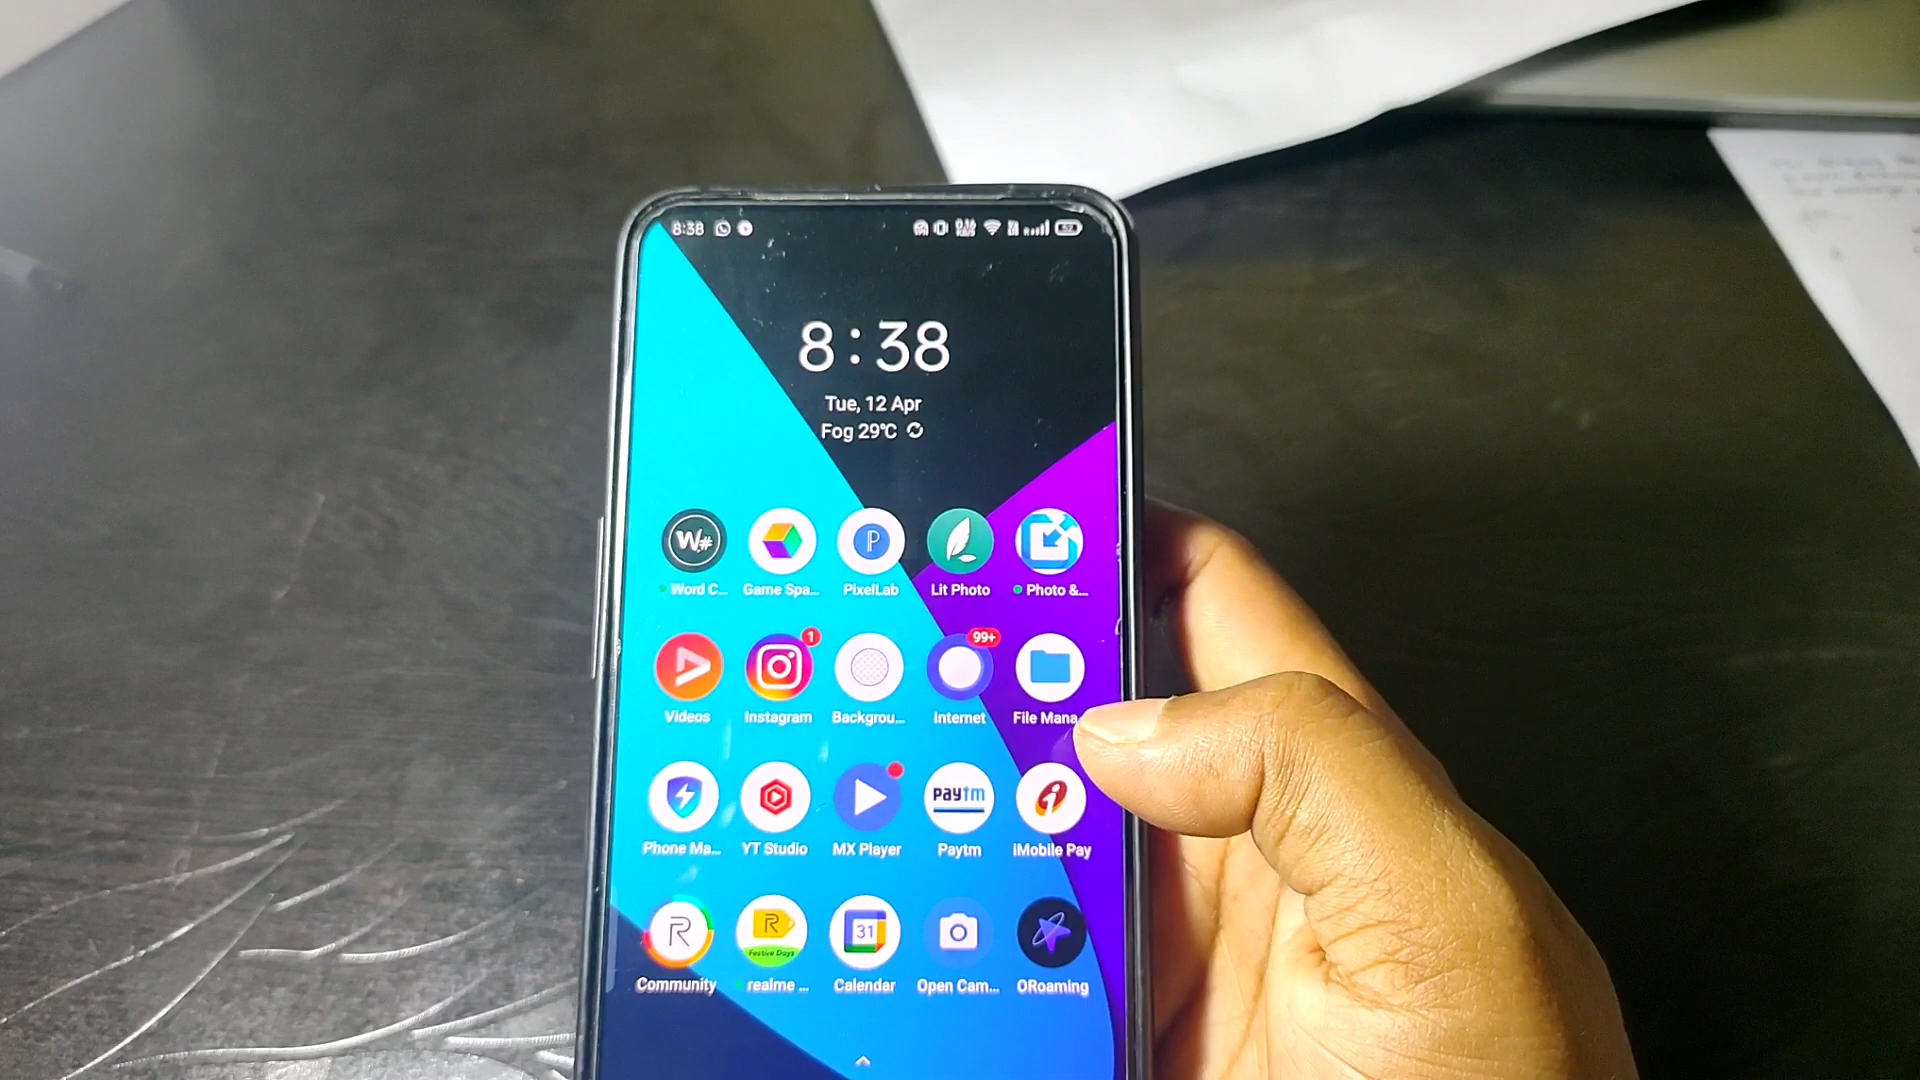 8:38
8:38
Tue, 12 Apr
Fog 29°C
W#
P
Word C...
Game Spa...
PixelLab
Lit Photo
Photo &...
1
99+
Videos
Instagram
Backgrou...
Internet
File Mana
paytm
i
Phone Ma...
YT Studio
MX Player
Paytm
iMobile Pay
R
R
Festive Days
31
Community
realme ...
Calendar
Open Cam...
ORoaming